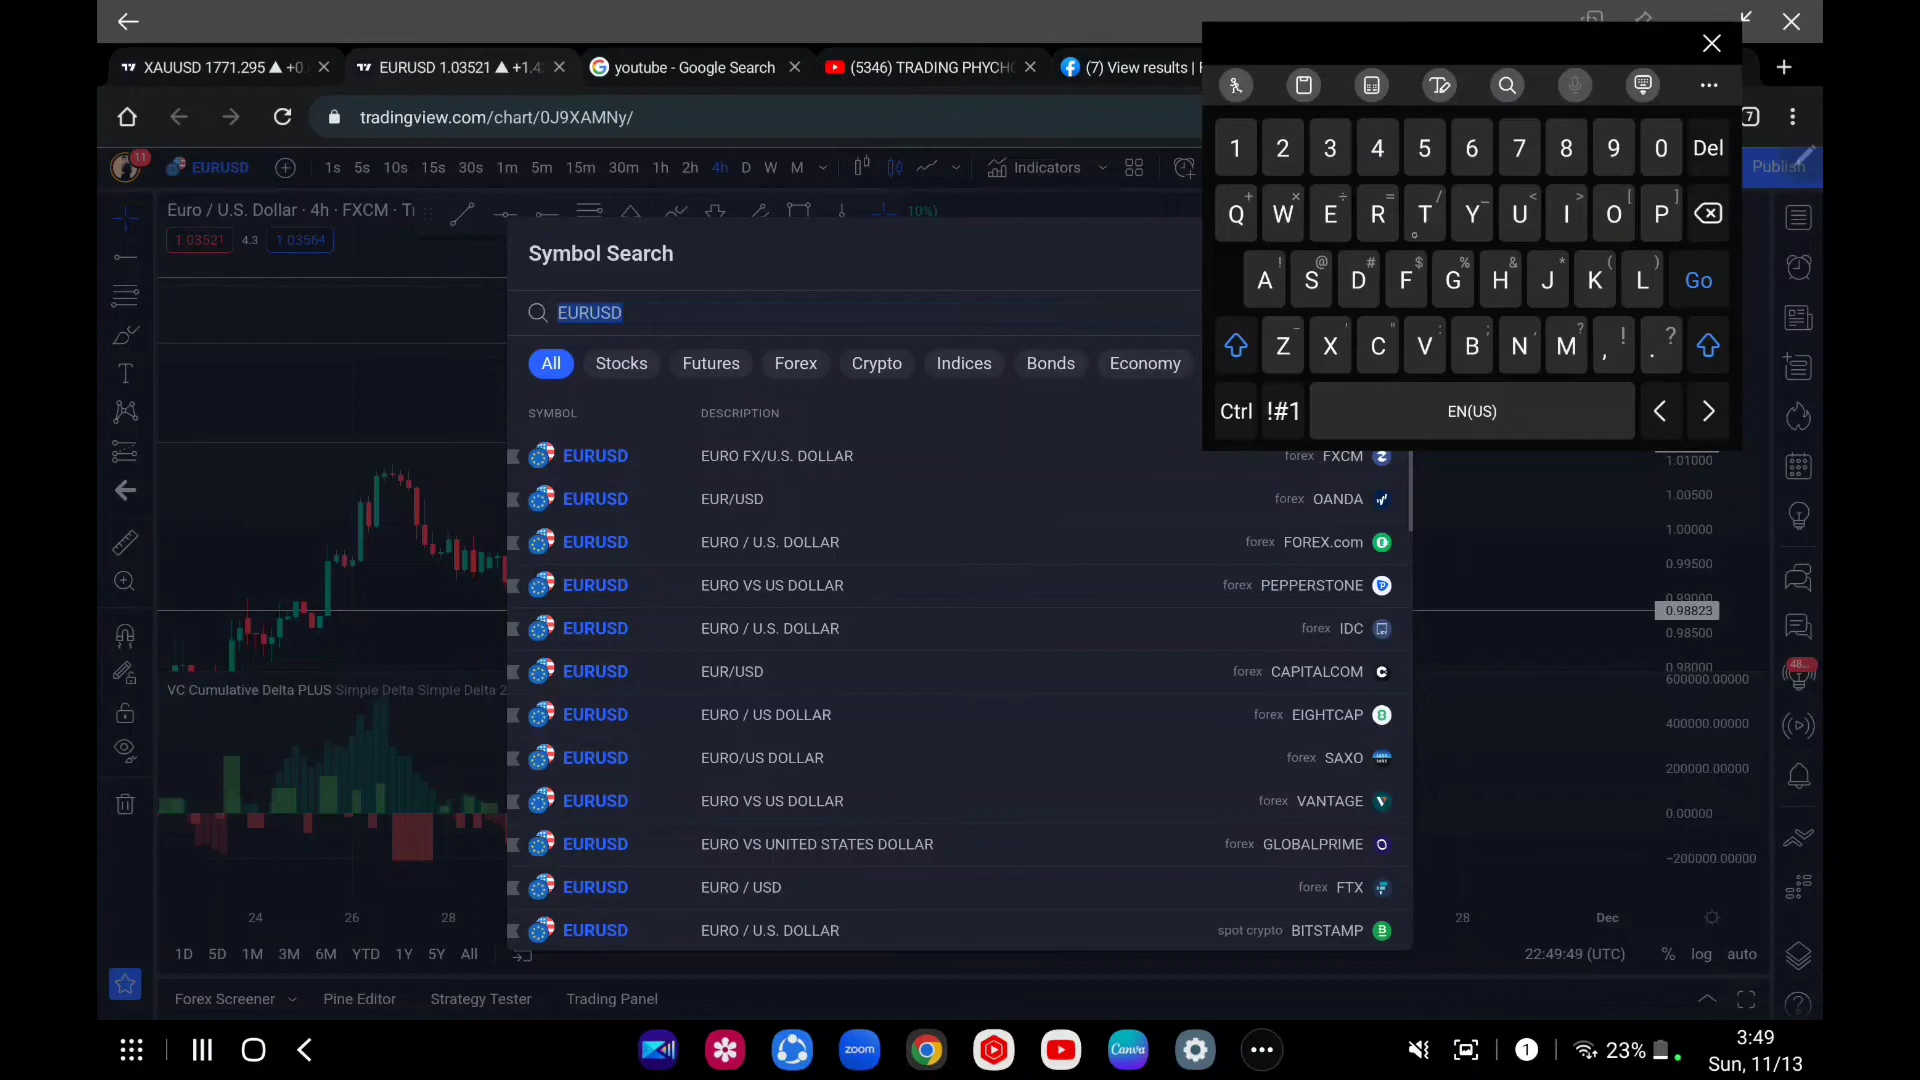 XAUUSD 1771.295 ▲ +0.
EURUSD 1.03521 ▲ +1.4
youtube - Google Search
(5346) TRADING PHYCH
(7) View results |
tradingview.com/chart/0J9XAMNy/
7
11
EURUSD
1s 5s 10s 15s 30s 1m 5m 15m 30m 1h 2h 4h D W M
Indicators
Publish
Euro / U.S. Dollar · 4h · FXCM
10%)
1.03521 4.3 1.03564
Symbol Search
EURUSD
All Stocks Futures Forex Crypto Indices Bonds Economy
SYMBOL DESCRIPTION
EURUSD EURO FX/U.S. DOLLAR forex FXCM
EURUSD EUR/USD forex OANDA
EURUSD EURO / U.S. DOLLAR forex FOREX.com
EURUSD EURO VS US DOLLAR forex PEPPERSTONE
EURUSD EURO / U.S. DOLLAR forex IDC
EURUSD EUR/USD forex CAPITALCOM
EURUSD EURO / US DOLLAR forex EIGHTCAP
EURUSD EURO/US DOLLAR forex SAXO
EURUSD EURO VS US DOLLAR forex VANTAGE
EURUSD EURO VS UNITED STATES DOLLAR forex GLOBALPRIME
EURUSD EURO / USD forex FTX
EURUSD EURO / U.S. DOLLAR spot crypto BITSTAMP
1 2 3 4 5 6 7 8 9 0 Del
Q W E R T Y U I O P
A S D F G H J K L Go
Z X C V B N M , ! . ?
Ctrl !#1 EN(US) < >
1.01000
1.00500
1.00000
0.99500
0.99000
0.98823
0.98500
0.98000
600000.00000
400000.00000
200000.00000
0.00000
−200000.00000
48...
VC Cumulative Delta PLUS Simple Delta Simple Delta 2
24 26 28 28 Dec
1D 5D 1M 3M 6M YTD 1Y 5Y All
22:49:49 (UTC) % log auto
Forex Screener Pine Editor Strategy Tester Trading Panel
zoom
Canva
1
23%
3:49
Sun, 11/13